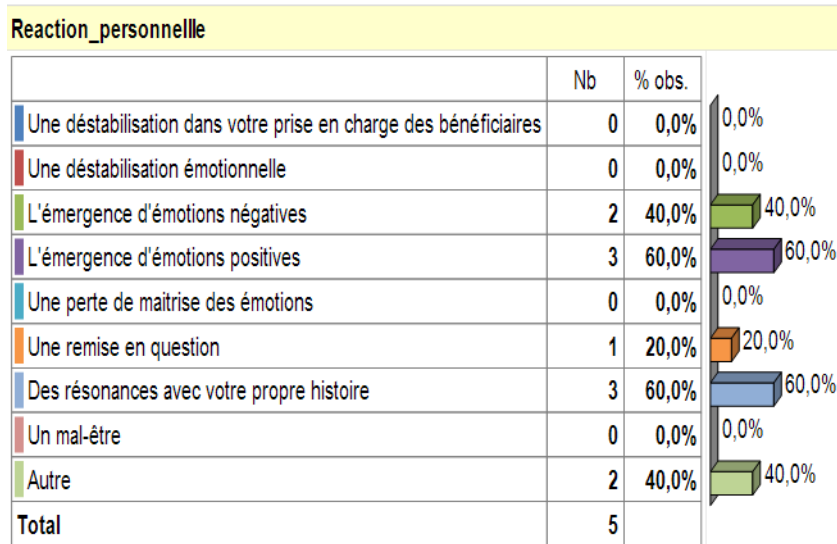 Reaction_personnellle
Nb % obs.
Une déstabilisation dans votre prise en charge des bénéficiaires 0 0,0% 0,0%
Une déstabilisation émotionnelle 0 0,0% 0,0%
L'émergence d'émotions négatives 2 40,0% 40,0%
L'émergence d'émotions positives 3 60,0% 60,0%
Une perte de maitrise des émotions 0 0,0% 0,0%
Une remise en question 1 20,0% 20,0%
Des résonances avec votre propre histoire 3 60,0% 60,0%
Un mal-être 0 0,0% 0,0%
Autre 2 40,0% 40,0%
Total 5